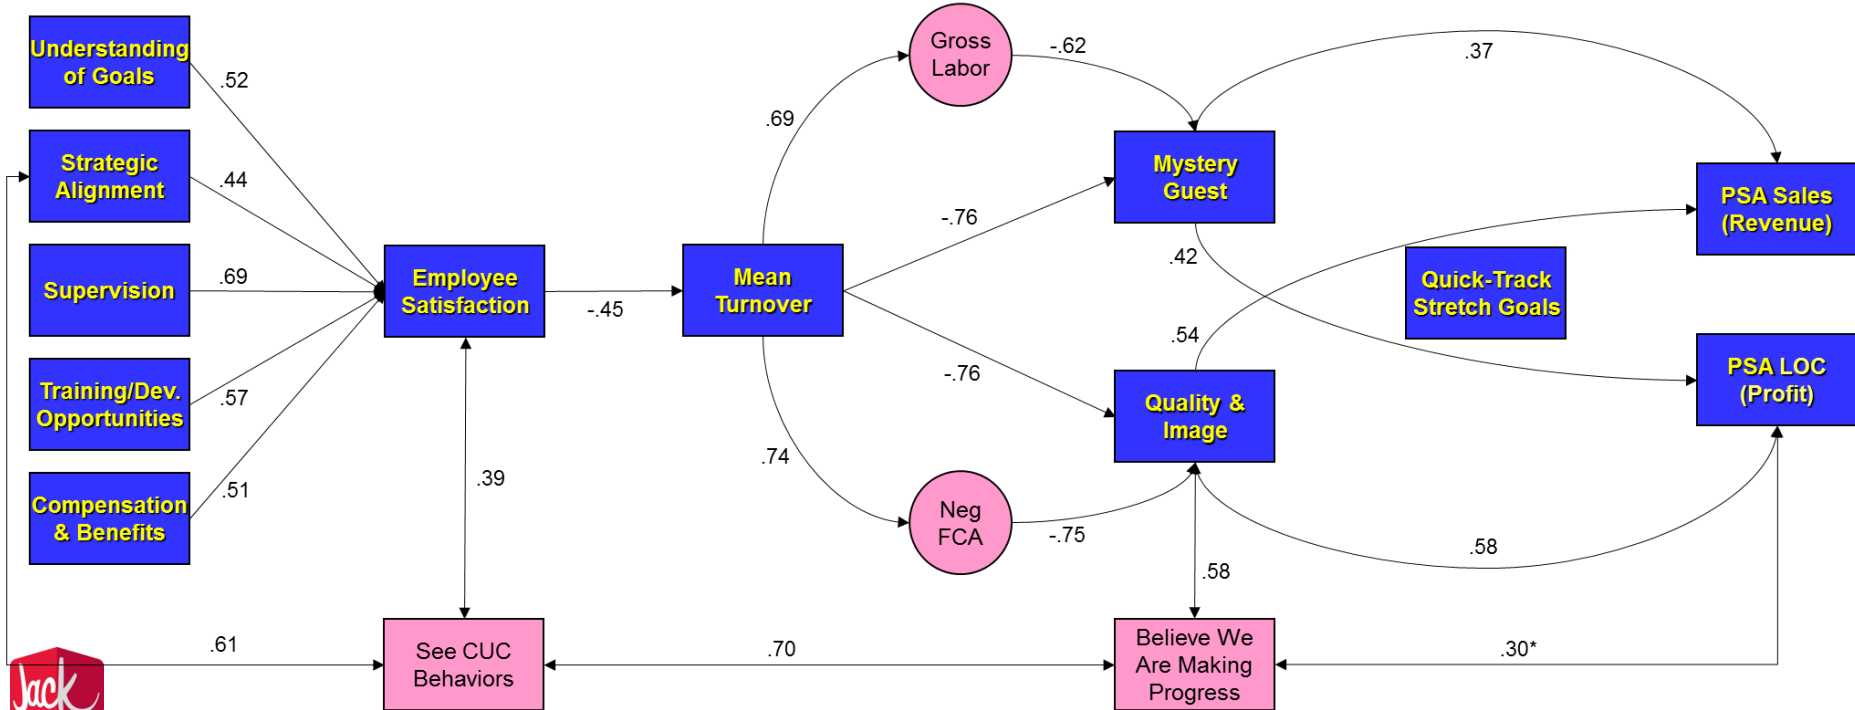 Understanding
of Goals
Strategic
Alignment
Supervision
Training/Dev.
Opportunities
Compensation
& Benefits
.52
.44
.69
.57
.51
Employee
Satisfaction
-.45
.39
.61
See CUC
Behaviors
Mean
Turnover
.69
-.76
-.76
.74
.70
Gross
Labor
-.62
Neg
FCA
-.75
Mystery
Guest
.37
.42
.54
Quality &
Image
.58
.58
Believe We
Are Making
Progress
.30*
Quick-Track
Stretch Goals
PSA Sales
(Revenue)
PSA LOC
(Profit)
Jack